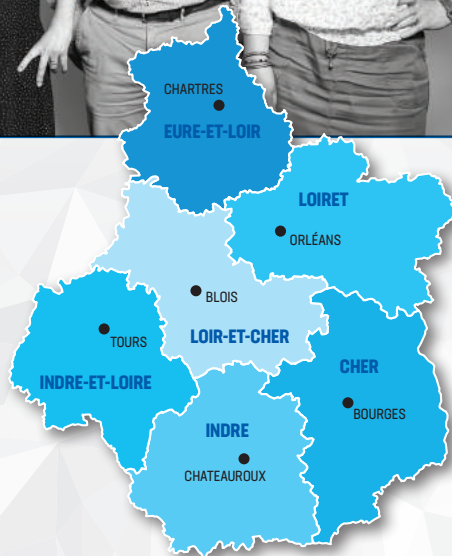 CHARTRES
EURE-ET-LOIR
LOIRET
ORLÉANS
BLOIS
LOIR-ET-CHER
TOURS
INDRE-ET-LOIRE
CHER
BOURGES
INDRE
CHATEAUROUX